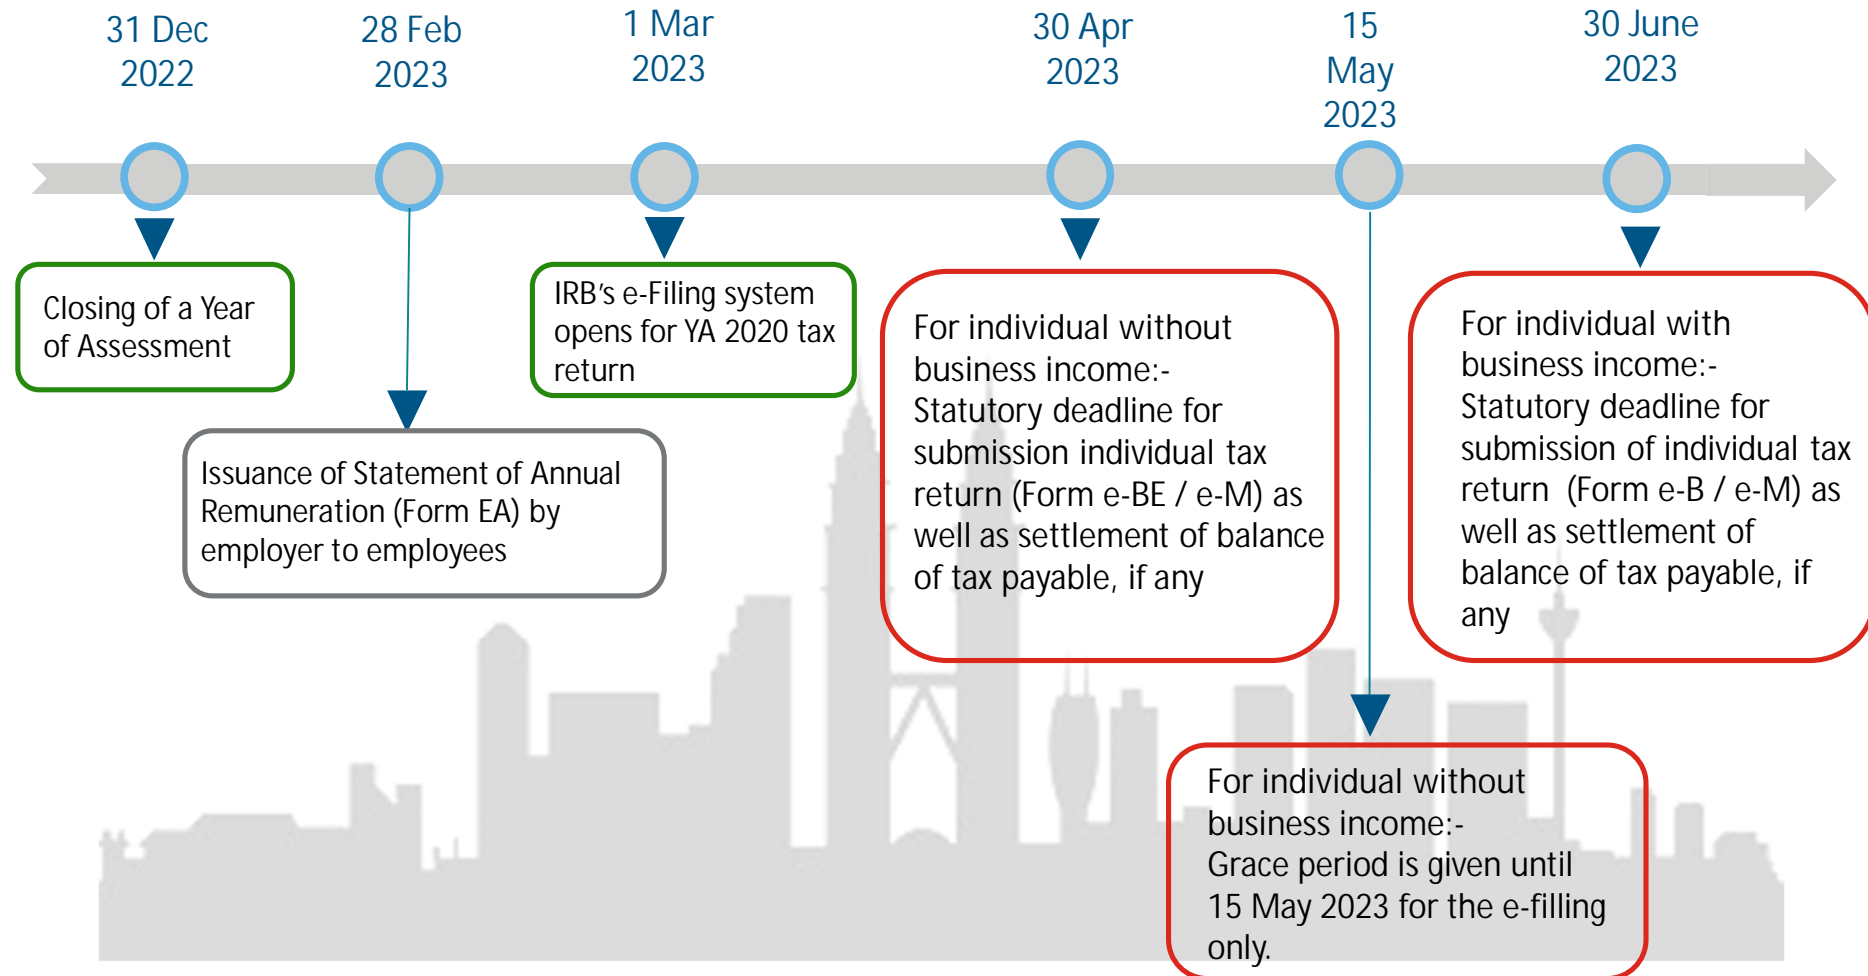 31 Dec
2022
28 Feb
2023
1 Mar
2023
30 Apr
2023
15
May
2023
30 June
2023
Closing of a Year
of Assessment
Issuance of Statement of Annual
Remuneration (Form EA) by
employer to employees
IRB's e-Filing system
opens for YA 2020 tax
return
For individual without
business income:-
Statutory deadline for
submission individual tax
return (Form e-BE / e-M) as
well as settlement of balance
of tax payable, if any
For individual without
business income:-
Grace period is given until
15 May 2023 for the e-filling
only.
For individual with
business income:-
Statutory deadline for
submission of individual tax
return  (Form e-B / e-M) as
well as settlement of
balance of tax payable, if
any